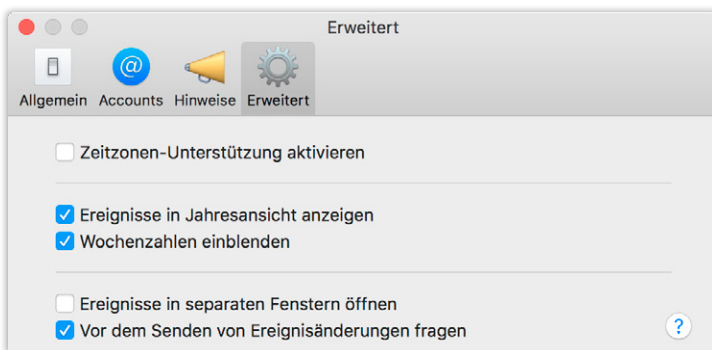 Erweitert
Allgemein Accounts Hinweise Erweitert
Zeitzonen-Unterstützung aktivieren
Ereignisse in Jahresansicht anzeigen
Wochenzahlen einblenden
Ereignisse in separaten Fenstern öffnen
Vor dem Senden von Ereignisänderungen fragen
?